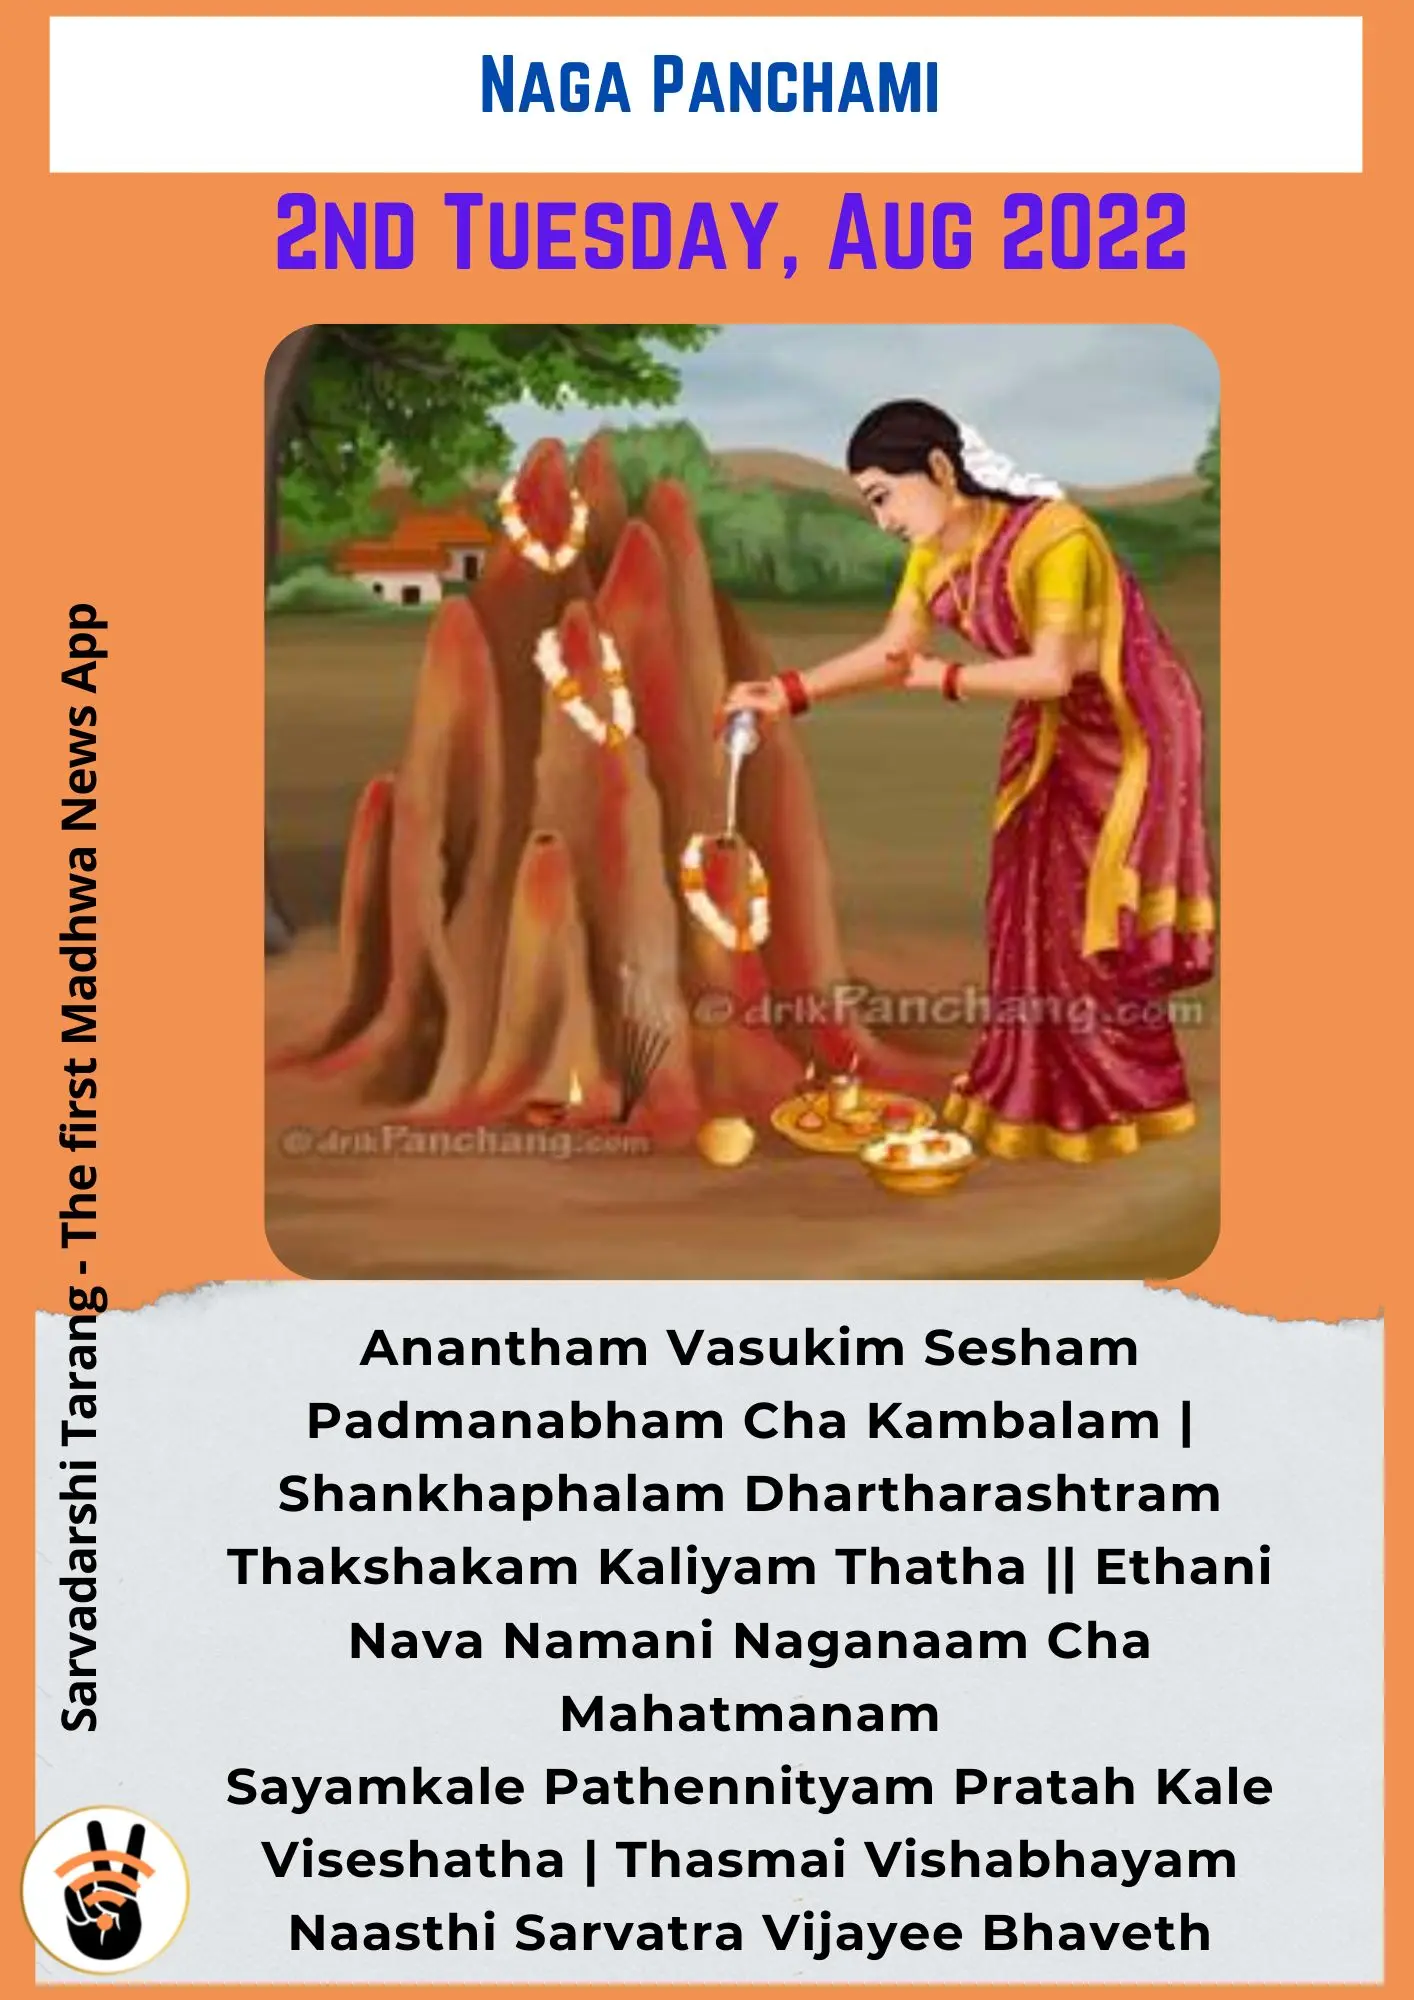 Naga Panchami
2nd Tuesday, Aug 2022
Sarvadarshi Tarang - The first Madhwa News App
© drikPanchang.com
© drikPanchang.com
Anantham Vasukim Sesham
Padmanabham Cha Kambalam |
Shankhaphalam Dhartharashtram
Thakshakam Kaliyam Thatha || Ethani
Nava Namani Naganaam Cha
Mahatmanam
Sayamkale Pathennityam Pratah Kale
Viseshatha | Thasmai Vishabhayam
Naasthi Sarvatra Vijayee Bhaveth